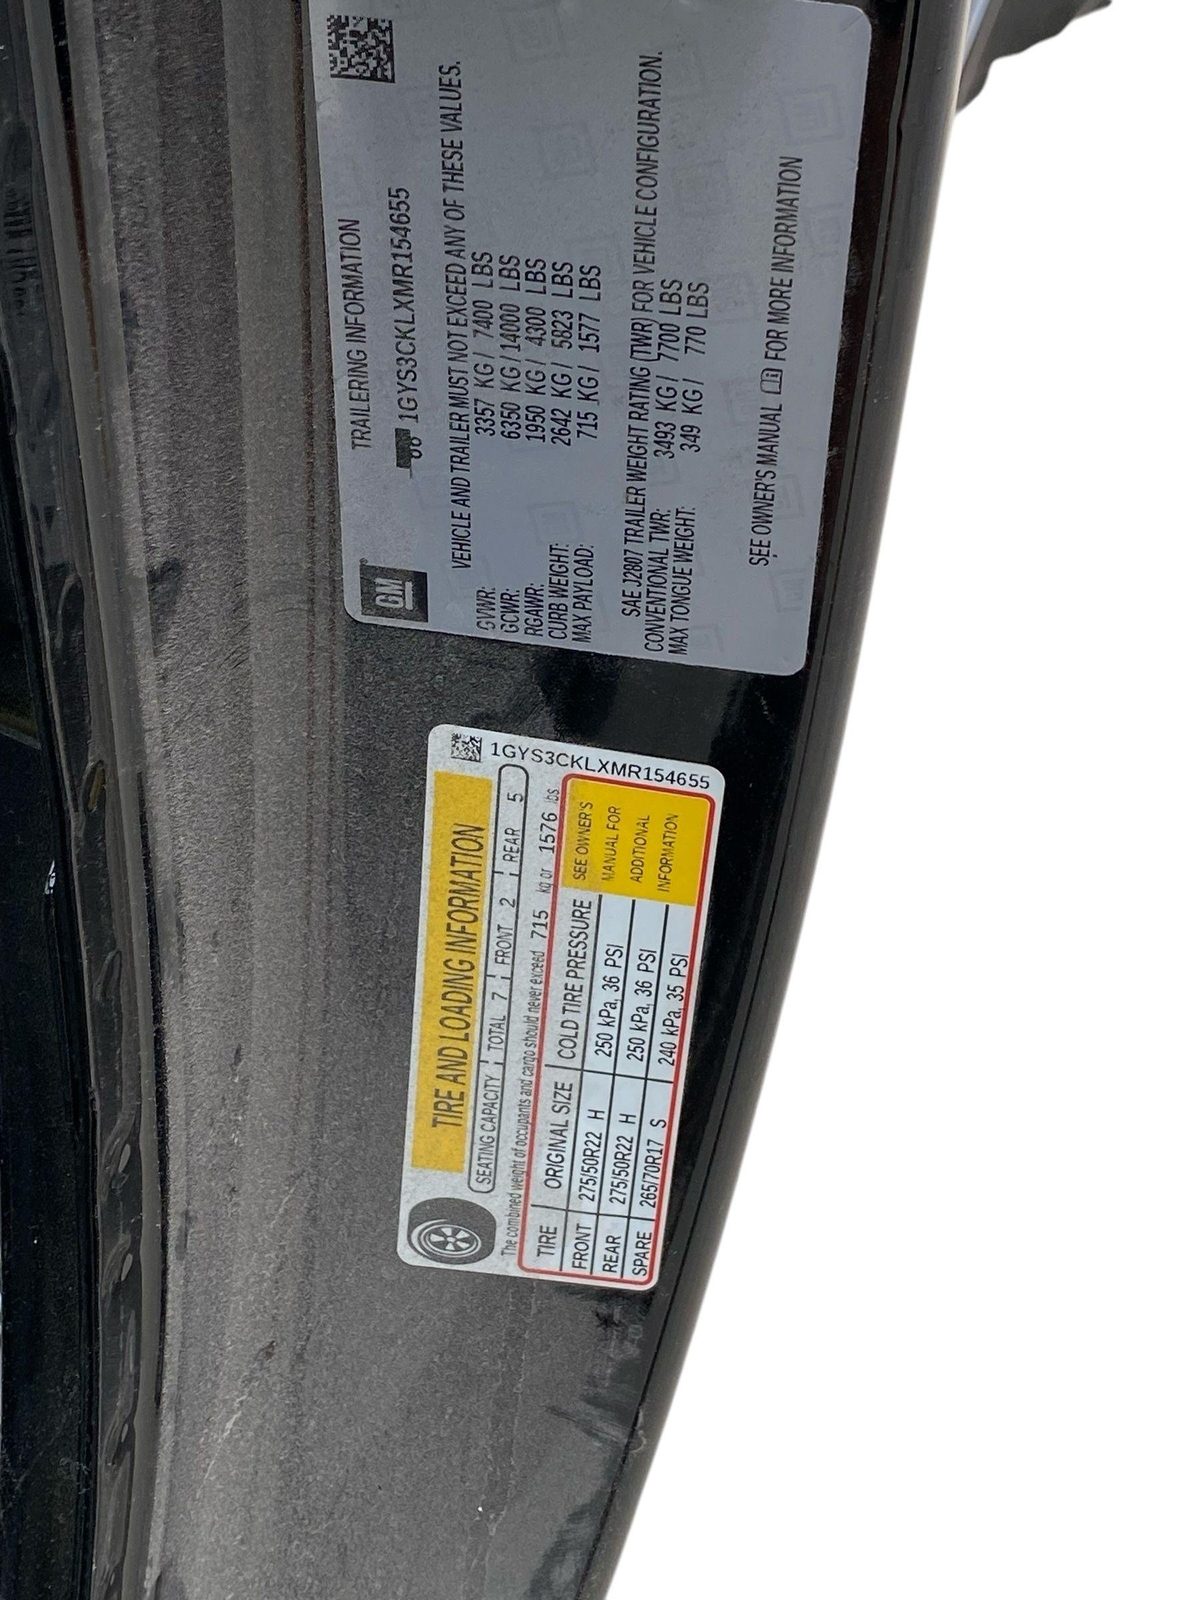 TRAILERING INFORMATION
1GYS3CKLXMR154655
GM
VEHICLE AND TRAILER MUST NOT EXCEED ANY OF THESE VALUES.
GVWR: 3357 KG / 7400 LBS
GCWR: 6350 KG / 14000 LBS
RGAWR: 1950 KG / 4300 LBS
CURB WEIGHT: 2642 KG / 5823 LBS
MAX PAYLOAD: 715 KG / 1577 LBS
SAE J2807 TRAILER WEIGHT RATING (TWR) FOR VEHICLE CONFIGURATION.
CONVENTIONAL TWR: 3493 KG / 7700 LBS
MAX TONGUE WEIGHT: 349 KG / 770 LBS
SEE OWNER'S MANUAL FOR MORE INFORMATION
TIRE AND LOADING INFORMATION
SEATING CAPACITY TOTAL 7 FRONT 2 REAR 5
The combined weight of occupants and cargo should never exceed 715 kg or 1576 lbs
TIRE ORIGINAL SIZE COLD TIRE PRESSURE
FRONT 275/50R22 H 250 kPa, 36 PSI
REAR 275/50R22 H 250 kPa, 36 PSI
SPARE 265/70R17 S 240 kPa, 35 PSI
SEE OWNER'S
MANUAL FOR
ADDITIONAL
INFORMATION
1GYS3CKLXMR154655